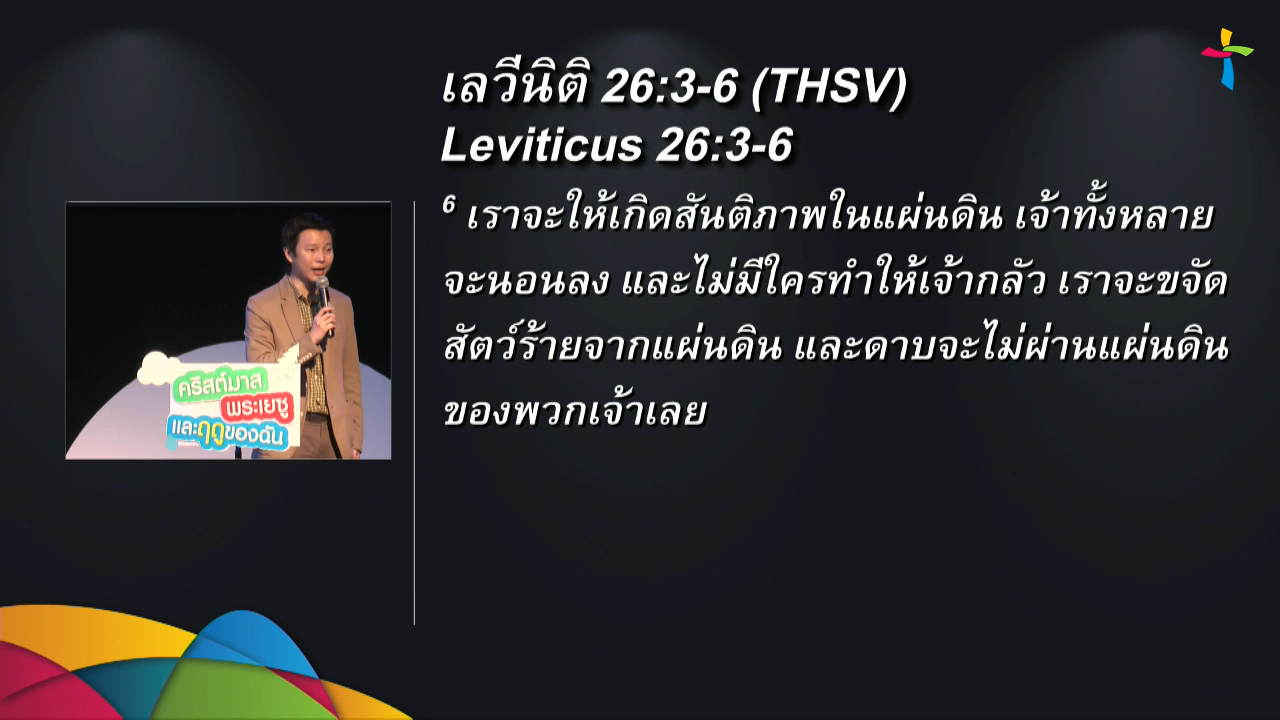 เลวีนิติ 26:3-6 (THSV)
Leviticus 26:3-6
6 เราจะให้เกิดสันติภาพในแผ่นดิน เจ้าทั้งหลาย
จะนอนลง และไม่มีใครทำให้เจ้ากลัว เราจะขจัด
สัตว์ร้ายจากแผ่นดิน และดาบจะไม่ผ่านแผ่นดิน
ของพวกเจ้าเลย
คริสต์มาส
พระเยซู
และฤดูของฉัน